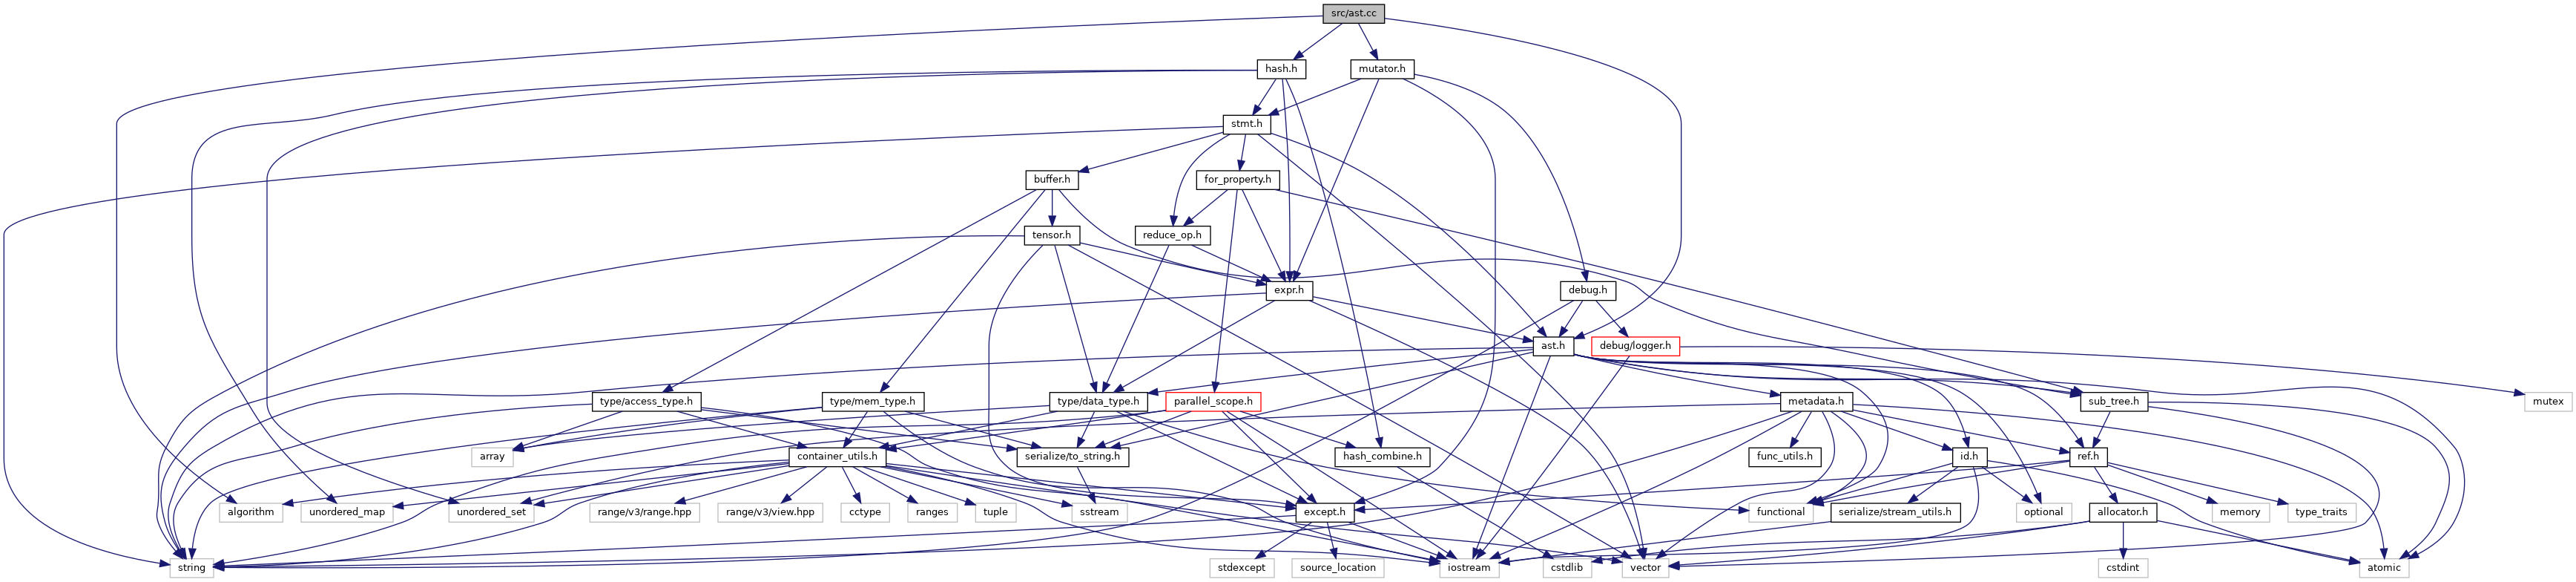 src/ast.cc
hash.h
mutator.h
stmt.h
buffer.h
for_property.h
tensor.h
reduce_op.h
expr.h
debug.h
ast.h
debug/logger.h
type/access_type.h
type/mem_type.h
type/data_type.h
parallel_scope.h
metadata.h
sub_tree.h
mutex
array
container_utils.h
serialize/to_string.h
hash_combine.h
func_utils.h
id.h
ref.h
algorithm
unordered_map
unordered_set
range/v3/range.hpp
range/v3/view.hpp
cctype
ranges
tuple
sstream
except.h
functional
serialize/stream_utils.h
optional
allocator.h
memory
type_traits
string
stdexcept
source_location
iostream
cstdlib
vector
cstdint
atomic